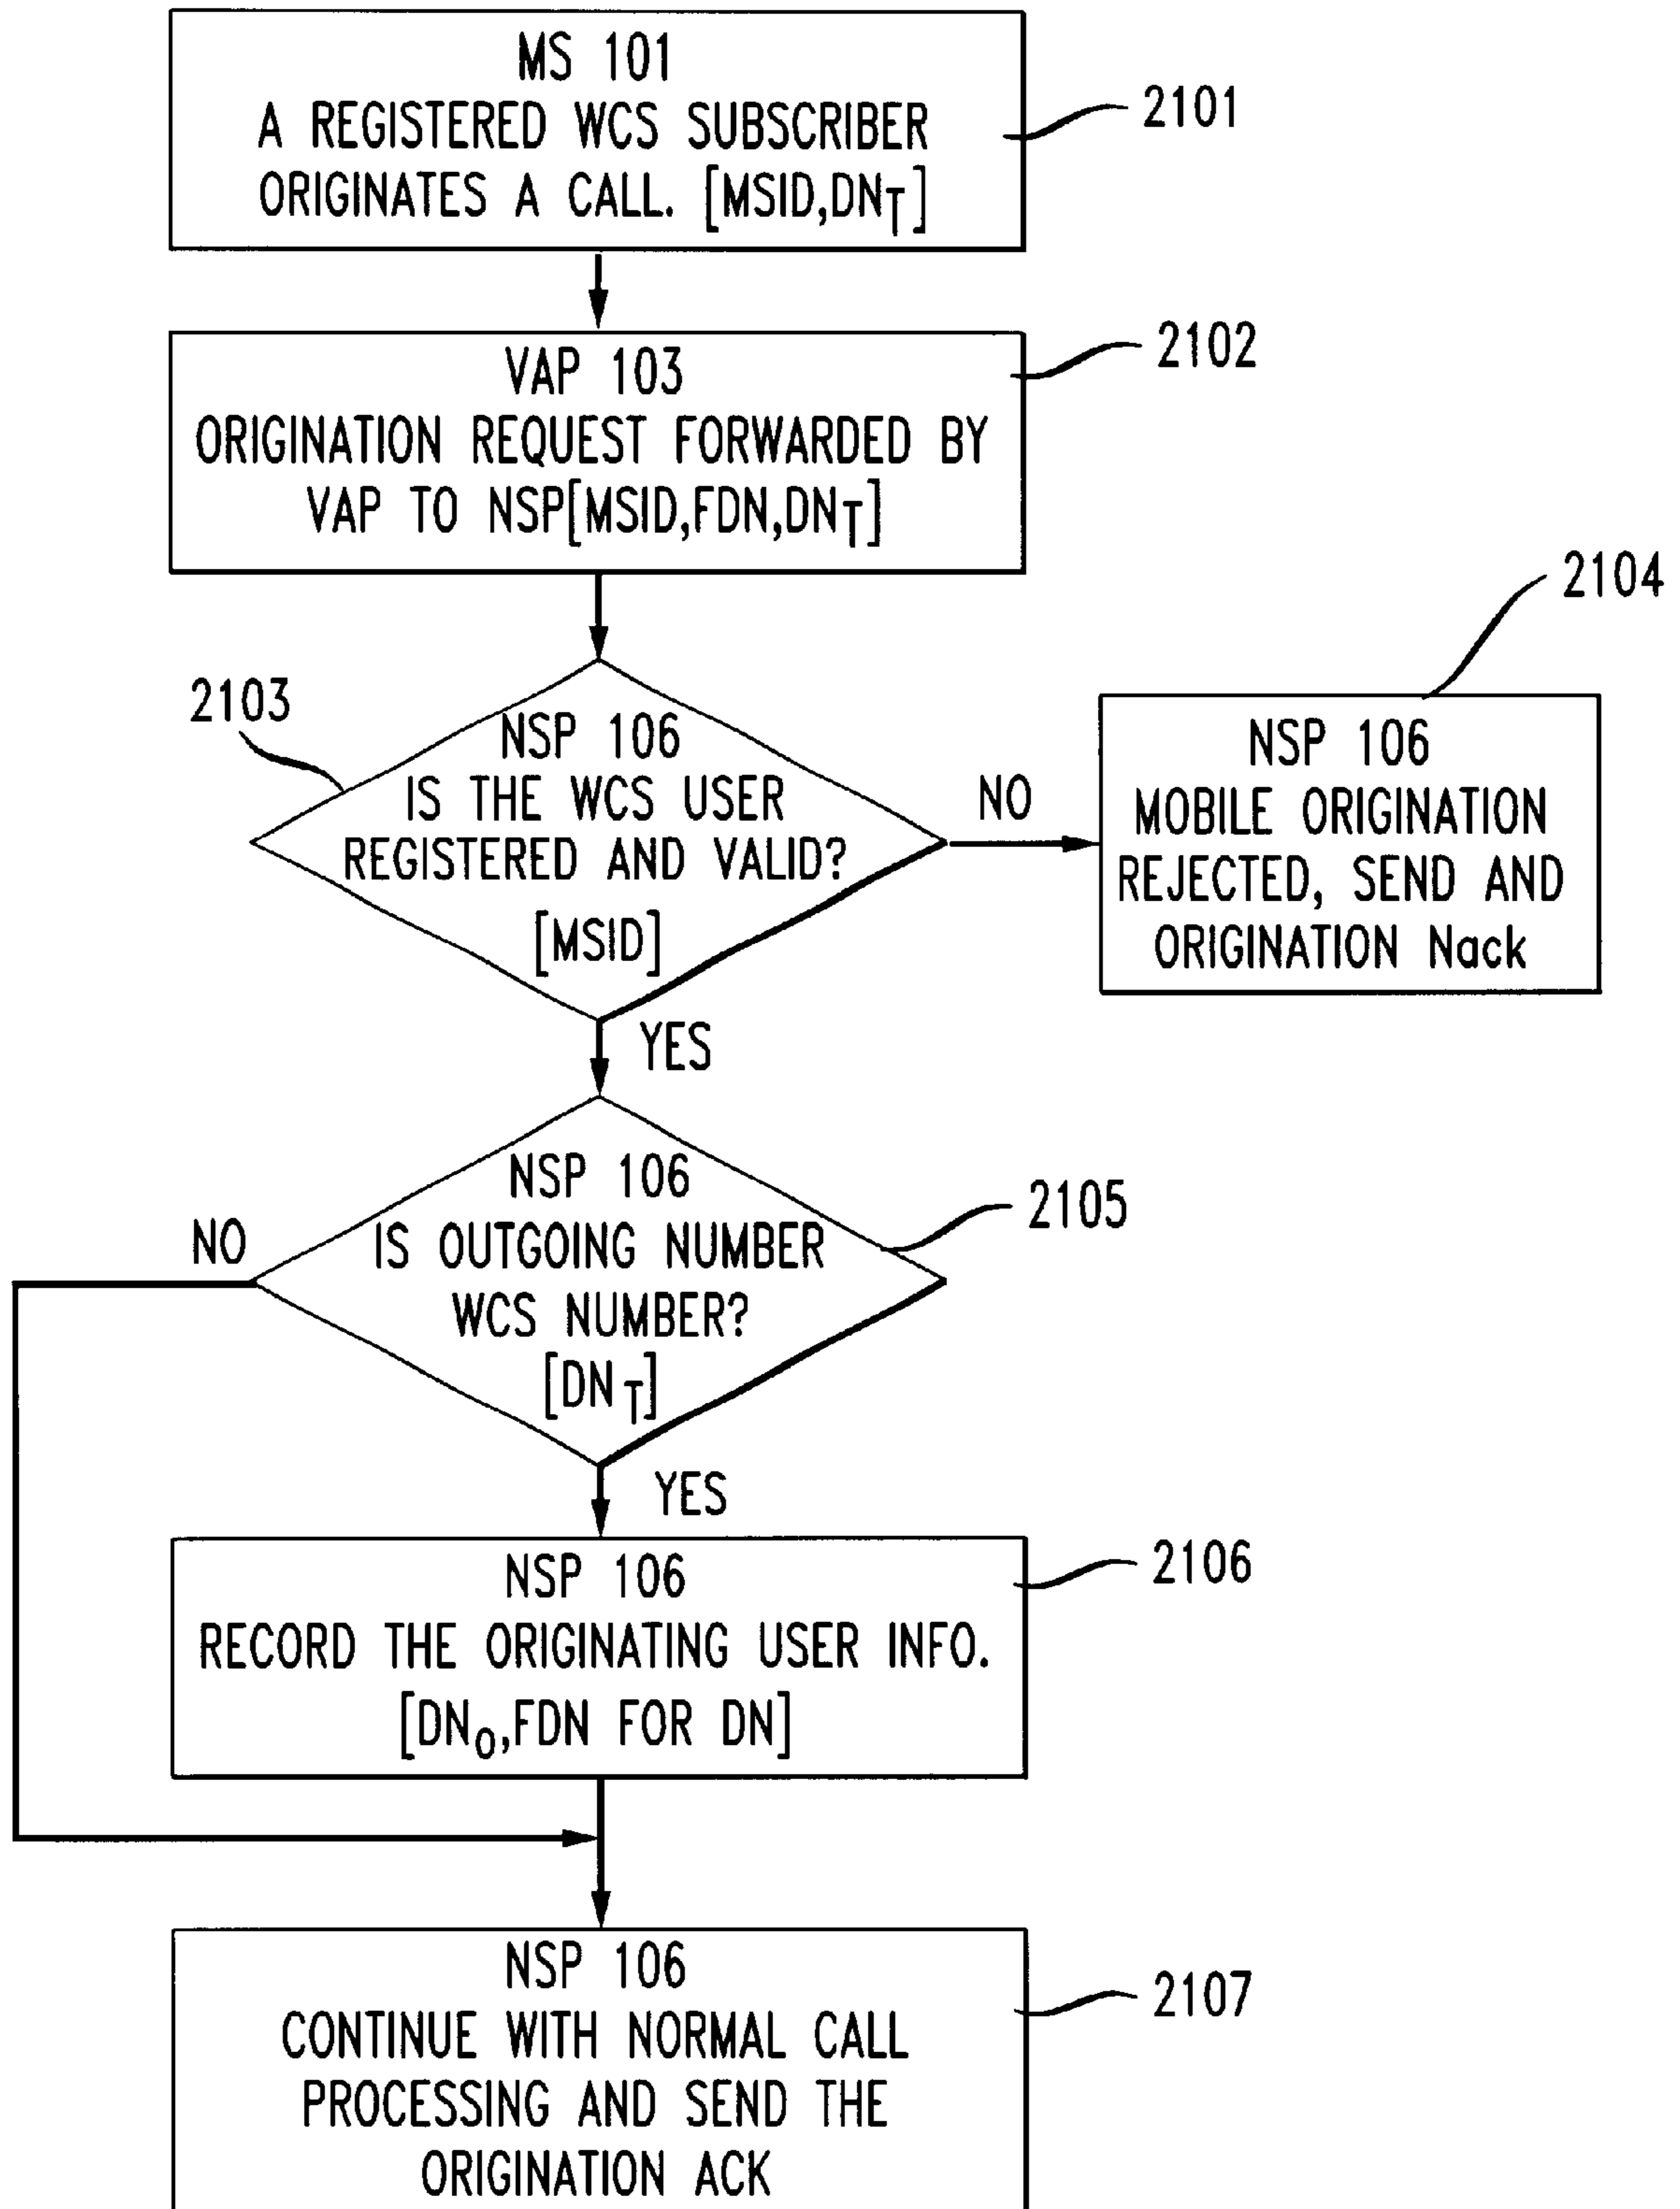 MS 101
A REGISTERED WCS SUBSCRIBER
ORIGINATES A CALL. [MSID,DNT]
2101
VAP 103
ORIGINATION REQUEST FORWARDED BY
VAP TO NSP[MSID,FDN,DNT]
2102
2103
NSP 106
IS THE WCS USER
REGISTERED AND VALID?
[MSID]
NO
2104
NSP 106
MOBILE ORIGINATION
REJECTED, SEND AND
ORIGINATION Nack
YES
NSP 106
IS OUTGOING NUMBER
WCS NUMBER?
[DNT]
2105
NO
YES
NSP 106
RECORD THE ORIGINATING USER INFO.
[DNO,FDN FOR DN]
2106
NSP 106
CONTINUE WITH NORMAL CALL
PROCESSING AND SEND THE
ORIGINATION ACK
2107